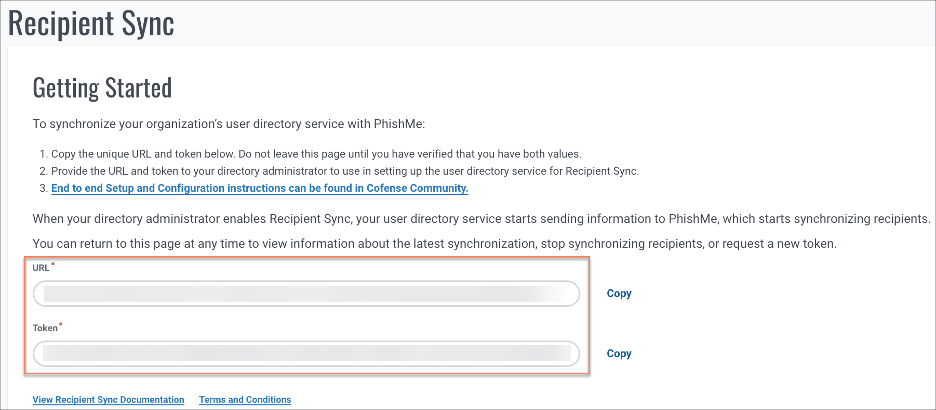 Recipient Sync
Getting Started
To synchronize your organization's user directory service with PhishMe:
1. Copy the unique URL and token below. Do not leave this page until you have verified that you have both values.
2. Provide the URL and token to your directory administrator to use in setting up the user directory service for Recipient Sync.
3. End to end Setup and Configuration instructions can be found in Cofense Community.
When your directory administrator enables Recipient Sync, your user directory service starts sending information to PhishMe, which starts synchronizing recipients.
You can return to this page at any time to view information about the latest synchronization, stop synchronizing recipients, or request a new token.
URL*
Copy
Token*
Copy
View Recipient Sync Documentation Terms and Conditions